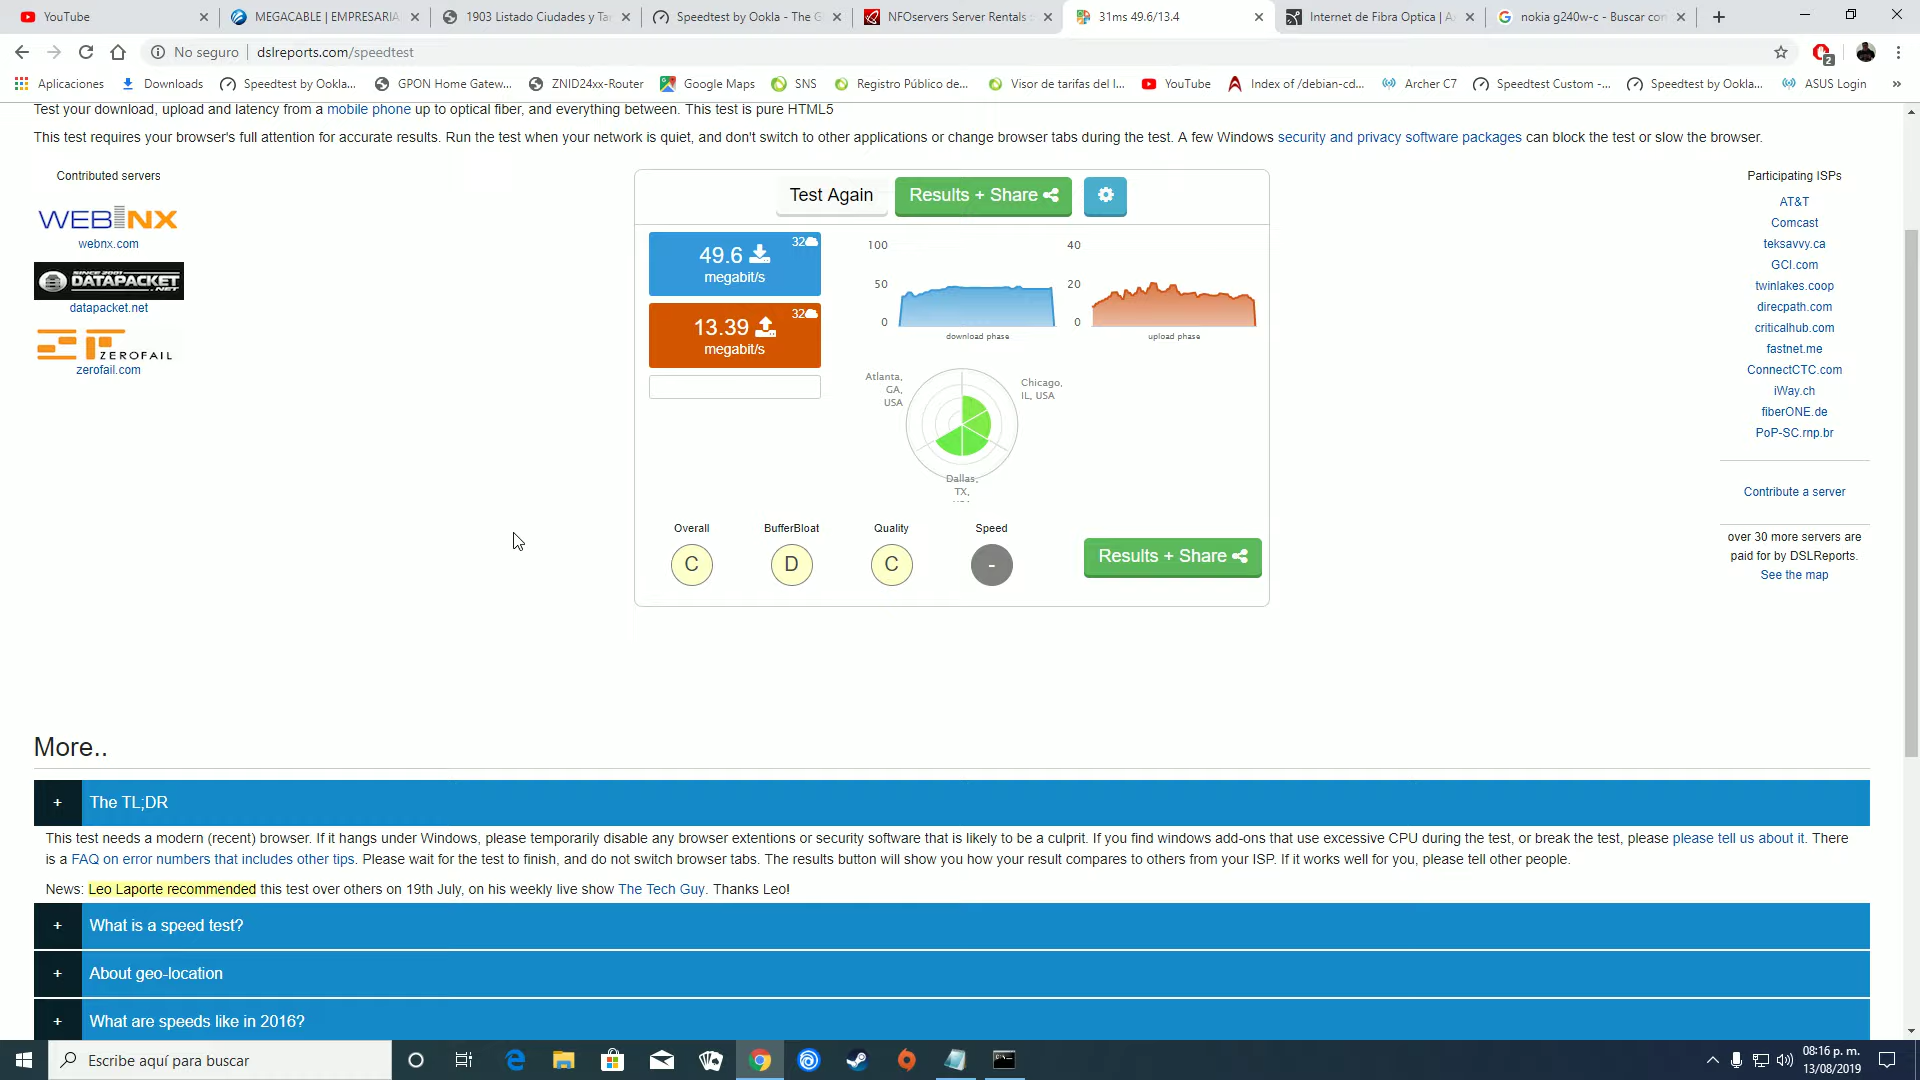 YouTube
MEGACABLE | EMPRESARIA
1903 Listado Ciudades y Ta
Speedtest by Ookla - The G
NFOservers Server Rentals
31ms 49.6/13.4
Internet de Fibra Optica | A
nokia g240w-c - Buscar con
No seguro | dslreports.com/speedtest
2
Aplicaciones
Downloads
Speedtest by Ookla...
GPON Home Gatew...
ZNID24xx-Router
Google Maps
SNS
Registro Público de...
Visor de tarifas del I...
YouTube
Index of /debian-cd...
Archer C7
Speedtest Custom -...
Speedtest by Ookla...
ASUS Login
»
Test your download, upload and latency from a mobile phone up to optical fiber, and everything between. This test is pure HTML5
This test requires your browser's full attention for accurate results. Run the test when your network is quiet, and don't switch to other applications or change browser tabs during the test. A few Windows security and privacy software packages can block the test or slow the browser.
Contributed servers
WEBNX
webnx.com
SINCE 2001
DATAPACKET.NET
datapacket.net
ZEROFAIL
zerofail.com
Test Again
Results + Share
32
49.6
megabit/s
32
13.39
megabit/s
100
50
0
download phase
40
20
0
upload phase
Atlanta,
GA,
USA
Chicago,
IL, USA
Dallas,
TX,
Overall
BufferBloat
Quality
Speed
C
D
C
-
Results + Share
Participating ISPs
AT&T
Comcast
teksavvy.ca
GCI.com
twinlakes.coop
direcpath.com
criticalhub.com
fastnet.me
ConnectCTC.com
iWay.ch
fiberONE.de
PoP-SC.rnp.br
Contribute a server
over 30 more servers are
paid for by DSLReports.
See the map
More..
+ The TL;DR
This test needs a modern (recent) browser. If it hangs under Windows, please temporarily disable any browser extentions or security software that is likely to be a culprit. If you find windows add-ons that use excessive CPU during the test, or break the test, please please tell us about it. There
is a FAQ on error numbers that includes other tips. Please wait for the test to finish, and do not switch browser tabs. The results button will show you how your result compares to others from your ISP. If it works well for you, please tell other people.
News: Leo Laporte recommended this test over others on 19th July, on his weekly live show The Tech Guy. Thanks Leo!
+ What is a speed test?
+ About geo-location
+ What are speeds like in 2016?
Escribe aquí para buscar
08:16 p. m.
13/08/2019